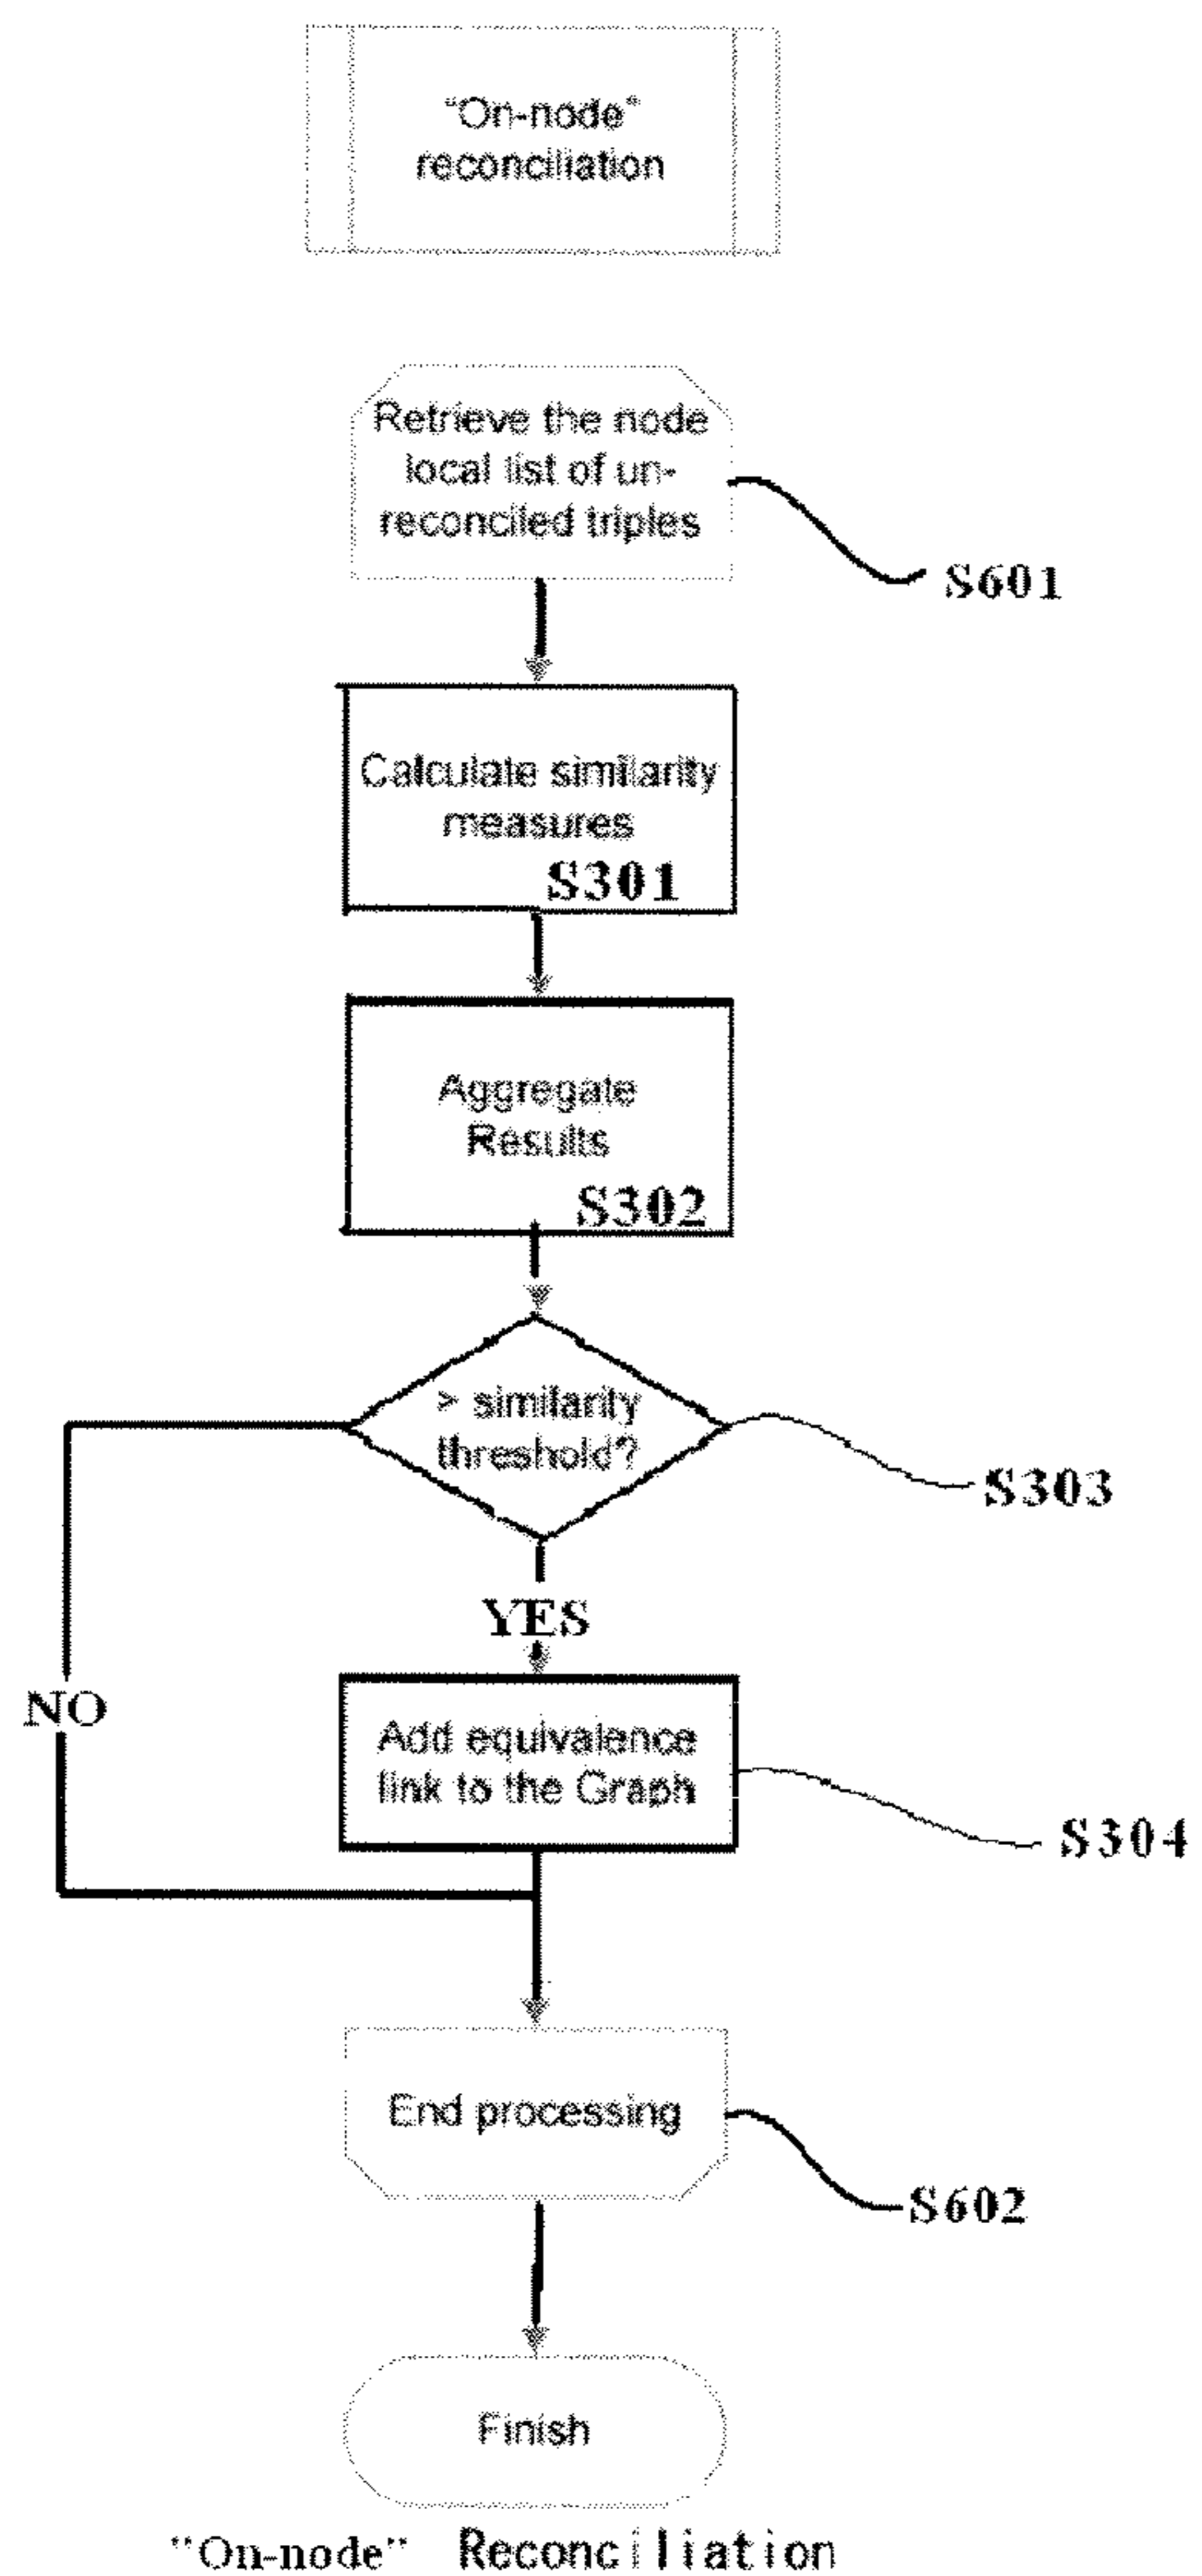 "On-node"
reconciliation
Retrieve the node
local list of un-
reconciled triples
S601
Calculate similarity
measures
S301
Aggregate
Results
S302
> similarity
threshold?
S303
YES
NO
Add equivalence
link to the Graph
S304
End processing
S602
Finish
"On-node" Reconciliation